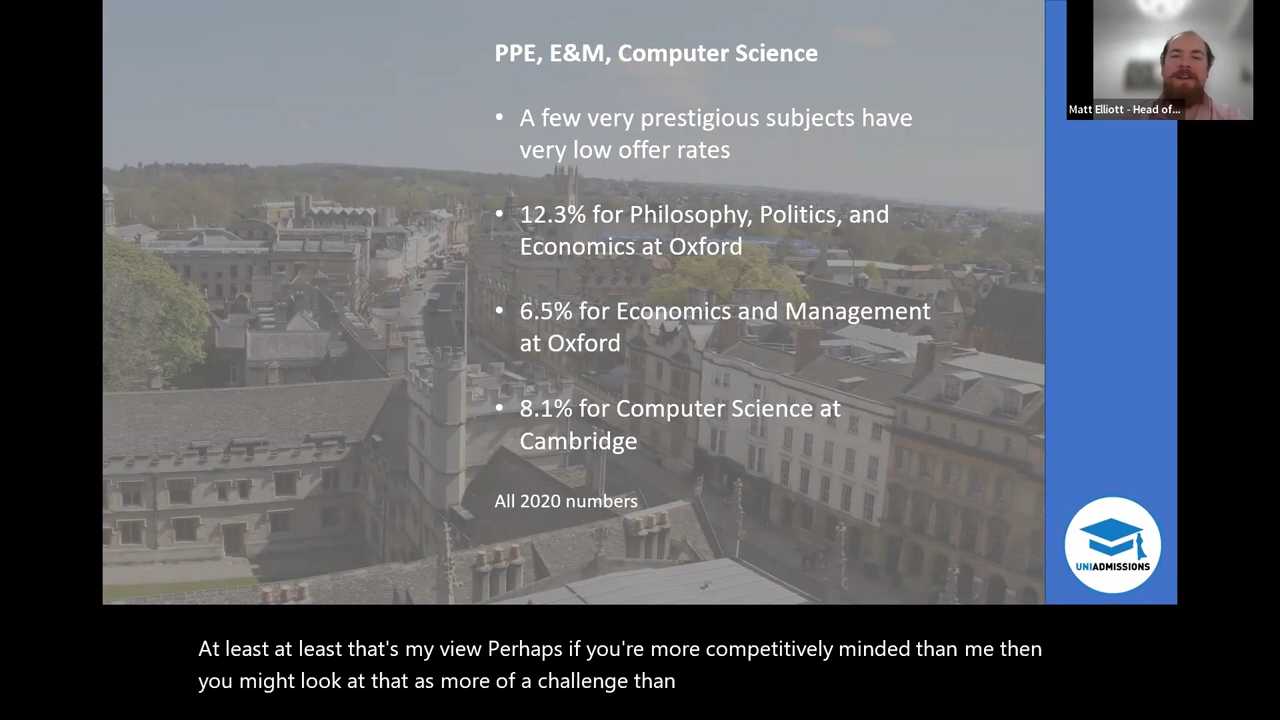 PPE, E&M, Computer Science
• A few very prestigious subjects have
very low offer rates
• 12.3% for Philosophy, Politics, and
Economics at Oxford
• 6.5% for Economics and Management
at Oxford
• 8.1% for Computer Science at
Cambridge
All 2020 numbers
Matt Elliott - Head of...
UNIADMISSIONS
At least at least that's my view Perhaps if you're more competitively minded than me then
you might look at that as more of a challenge than